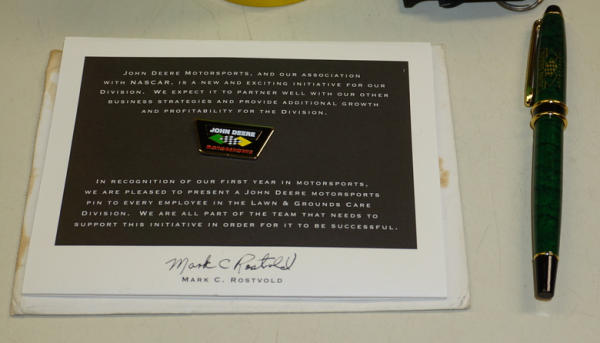 John Deere Motorsports, and our association
with NASCAR, is a new and exciting initiative for our
Division. We expect it to partner well with our other
business strategies and provide additional growth
and profitability for the Division.
JOHN DEERE
MOTORSPORTS
In recognition of our first year in motorsports,
we are pleased to present a John Deere motorsports
pin to every employee in the Lawn & Grounds Care
Division. We are all part of the team that needs to
support this initiative in order for it to be successful.
Mark C Rostvold
Mark C. Rostvold